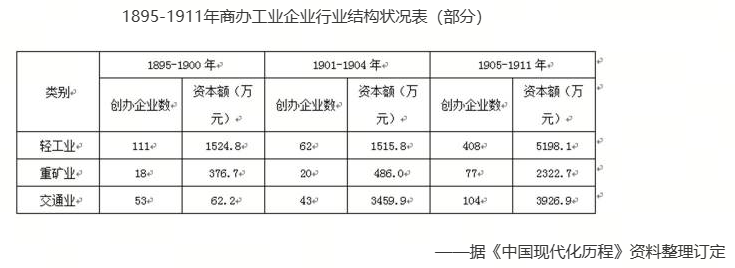 1895-1911年商办工业企业行业结构状况表（部分）
类别 1895-1900 年 1901-1904 年 1905-1911 年
创办企业数 资本额（万元） 创办企业数 资本额（万元） 创办企业数 资本额（万元）
轻工业 111 1524.8 62 1515.8 408 5198.1
重矿业 18 376.7 20 486.0 77 2322.7
交通业 53 62.2 43 3459.9 104 3926.9
——据《中国现代化历程》资料整理订定